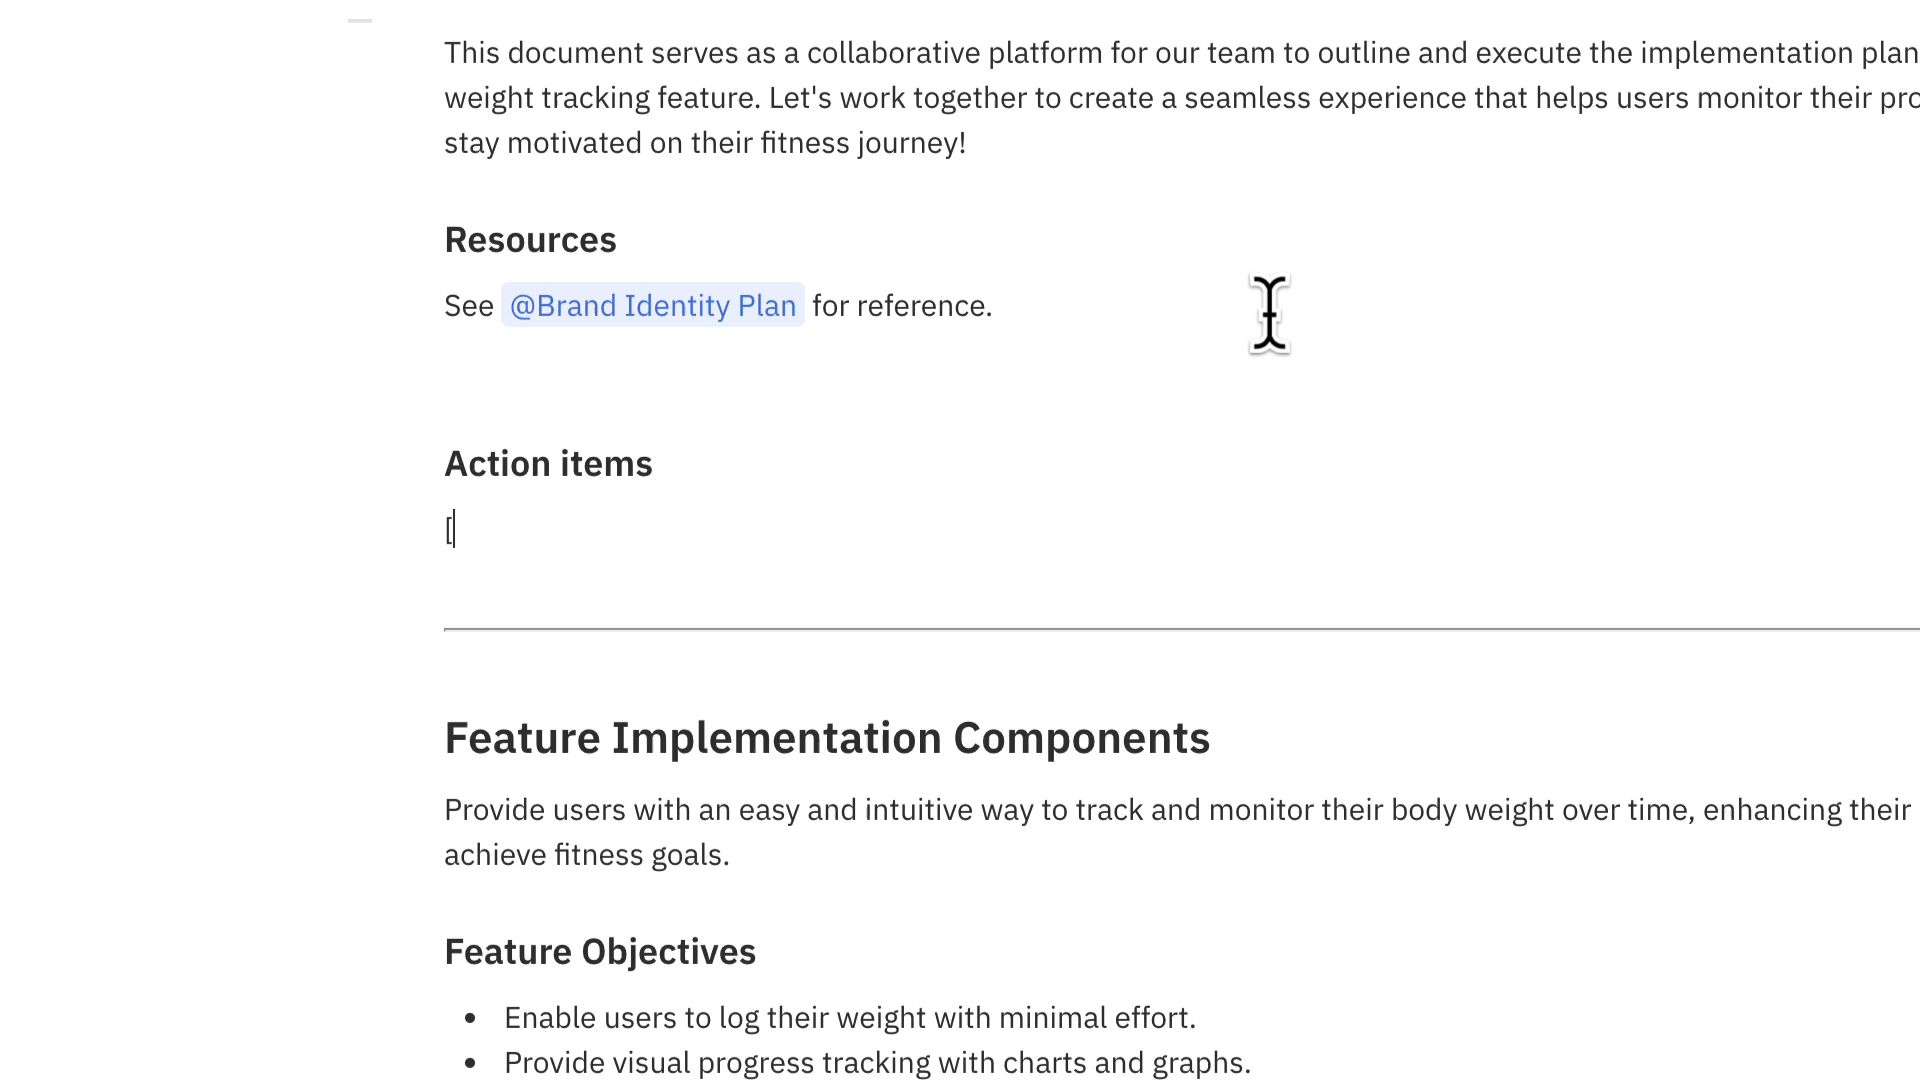 This document serves as a collaborative platform for our team to outline and execute the implementation plan
weight tracking feature. Let's work together to create a seamless experience that helps users monitor their
stay motivated on their fitness journey!
Resources
See @Brand Identity Plan for reference.
Action items
[
Feature Implementation Components
Provide users with an easy and intuitive way to track and monitor their body weight over time, enhancing their
achieve fitness goals.
Feature Objectives
• Enable users to log their weight with minimal effort.
• Provide visual progress tracking with charts and graphs.